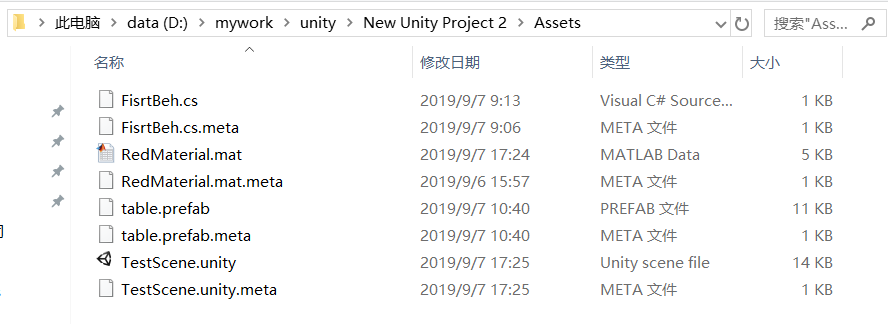 此电脑 > data (D:) > mywork > unity > New Unity Project 2 > Assets 搜索"Ass...
名称 修改日期 类型 大小
FisrtBeh.cs 2019/9/7 9:13 Visual C# Source... 1 KB
FisrtBeh.cs.meta 2019/9/7 9:06 META 文件 1 KB
RedMaterial.mat 2019/9/7 17:24 MATLAB Data 5 KB
RedMaterial.mat.meta 2019/9/6 15:57 META 文件 1 KB
table.prefab 2019/9/7 10:40 PREFAB 文件 11 KB
table.prefab.meta 2019/9/7 10:40 META 文件 1 KB
TestScene.unity 2019/9/7 17:25 Unity scene file 14 KB
TestScene.unity.meta 2019/9/7 17:25 META 文件 1 KB